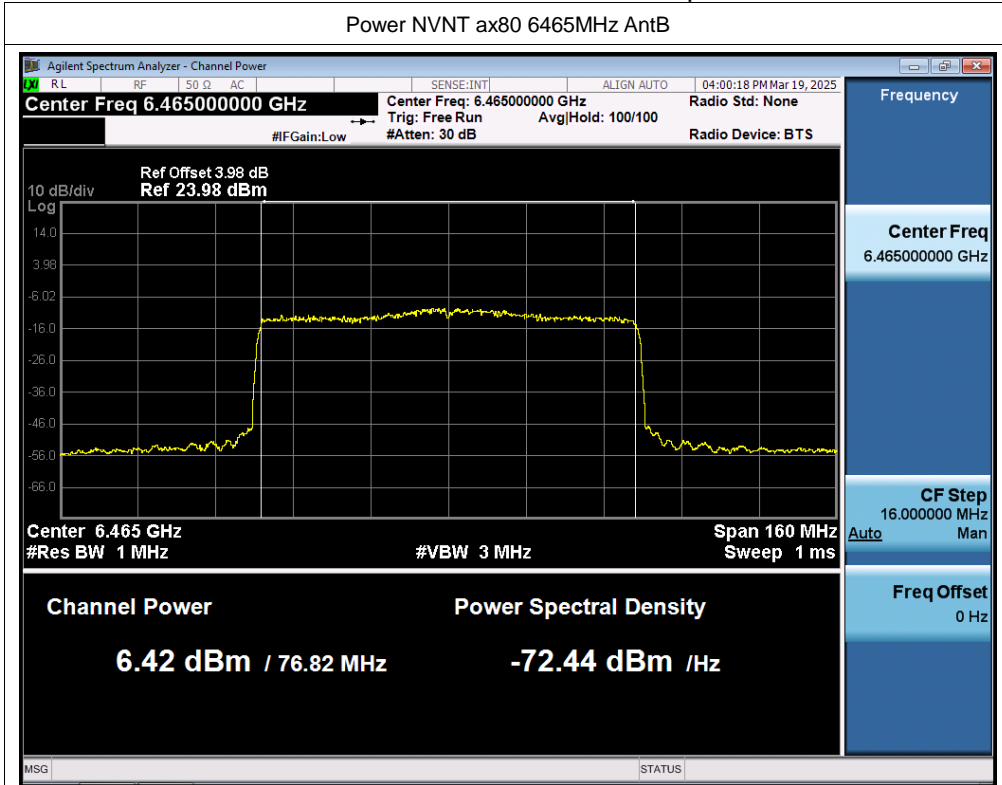 Power NVNT ax80 6465MHz AntB
Agilent Spectrum Analyzer - Channel Power
LXI RL RF 50 Ω AC SENSE:INT ALIGN AUTO 04:00:18 PM Mar 19, 2025
Center Freq 6.465000000 GHz Center Freq: 6.465000000 GHz Radio Std: None
Trig: Free Run Avg|Hold: 100/100
#IFGain:Low #Atten: 30 dB Radio Device: BTS
Frequency
Ref Offset 3.98 dB
10 dB/div Ref 23.98 dBm
Log
14.0
3.98
-6.02
-16.0
-26.0
-36.0
-46.0
-56.0
-66.0
Center 6.465 GHz Span 160 MHz
#Res BW 1 MHz #VBW 3 MHz Sweep 1 ms
Channel Power Power Spectral Density
6.42 dBm / 76.82 MHz -72.44 dBm /Hz
Center Freq
6.465000000 GHz
CF Step
16.000000 MHz
Auto Man
Freq Offset
0 Hz
MSG STATUS